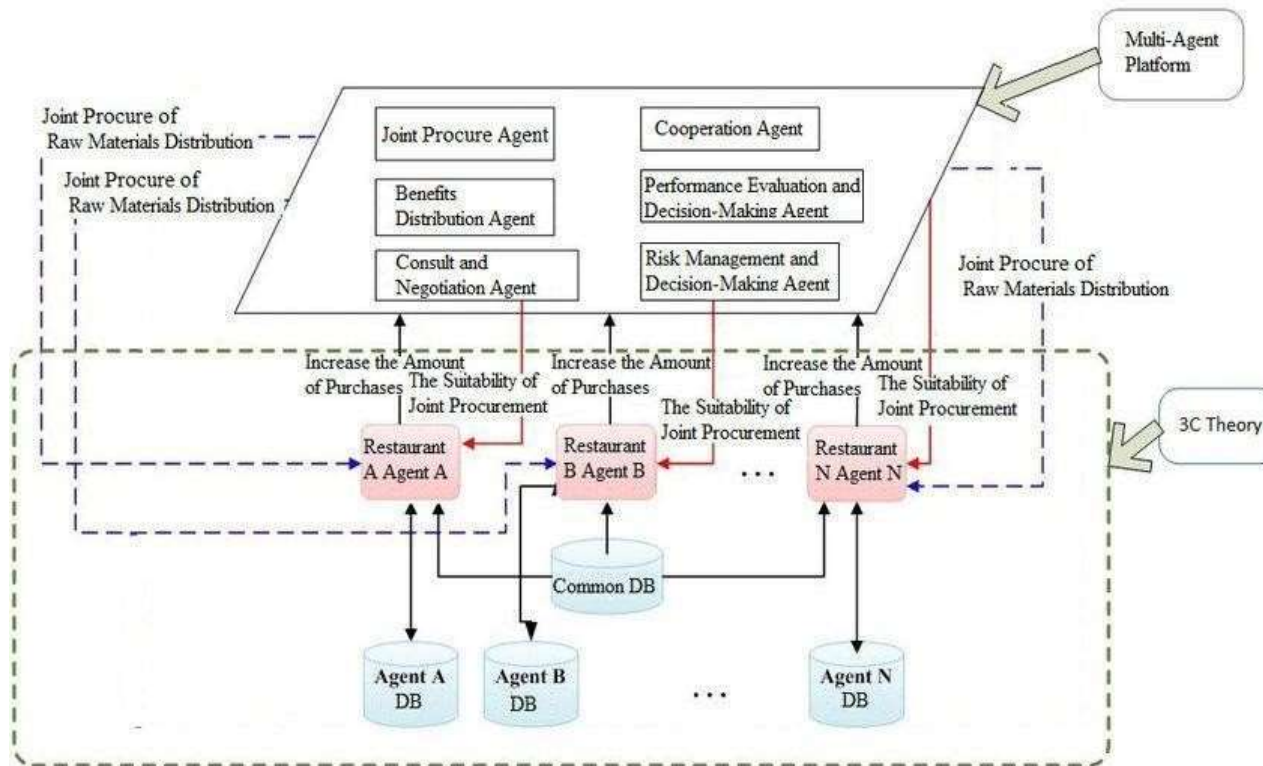 Multi-Agent
Platform
Joint Procure of
Raw Materials Distribution
Joint Procure of
Raw Materials Distribution
Joint Procure Agent
Cooperation Agent
Benefits
Distribution Agent
Performance Evaluation and
Decision-Making Agent
Consult and
Negotiation Agent
Risk Management and
Decision-Making Agent
Joint Procure of
Raw Materials Distribution
Increase the Amount
of Purchases
The Suitability of
Joint Procurement
Increase the Amount
of Purchases
The Suitability of
Joint Procurement
Increase the Amount
of Purchases
The Suitability of
Joint Procurement
3C Theory
Restaurant
A Agent A
Restaurant
B Agent B
...
Restaurant
N Agent N
Common DB
Agent A
DB
Agent B
DB
...
Agent N
DB